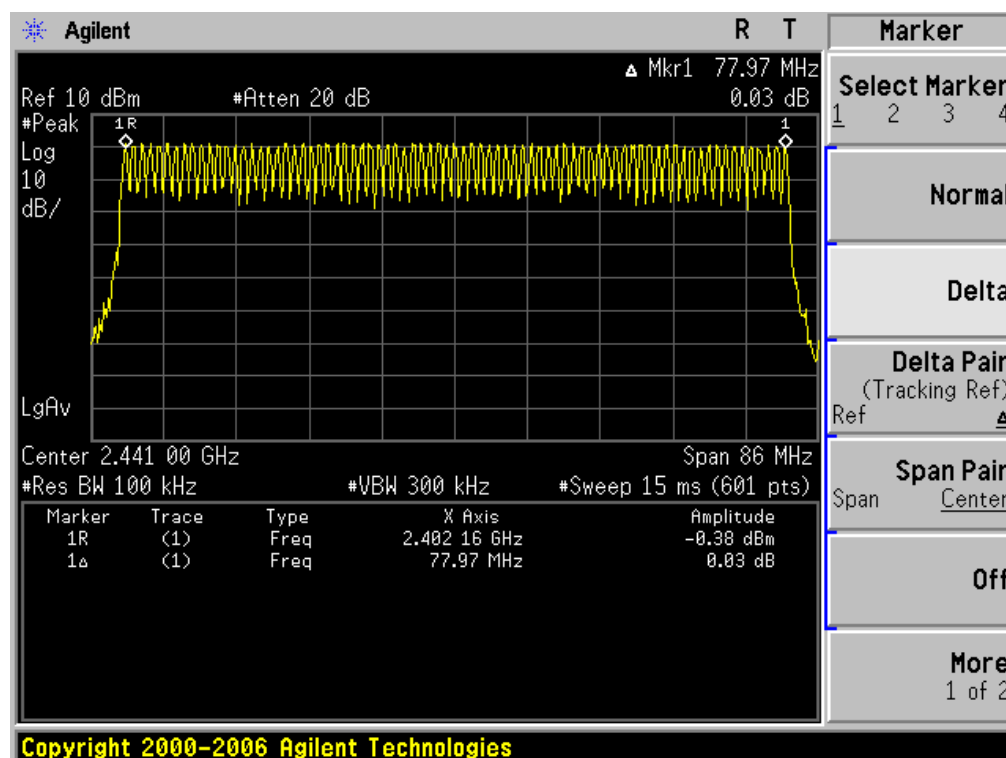 Agilent R T
Marker
Δ Mkr1 77.97 MHz
Ref 10 dBm #Atten 20 dB 0.03 dB
#Peak
Log
10
dB/
1R
1
LgAv
Center 2.441 00 GHz Span 86 MHz
#Res BW 100 kHz #VBW 300 kHz #Sweep 15 ms (601 pts)
Marker Trace Type X Axis Amplitude
1R (1) Freq 2.402 16 GHz -0.38 dBm
1Δ (1) Freq 77.97 MHz 0.03 dB
Select Marker
1 2 3 4
Normal
Delta
Delta Pair
(Tracking Ref)
Ref Δ
Span Pair
Span Center
Off
More
1 of 2
Copyright 2000-2006 Agilent Technologies